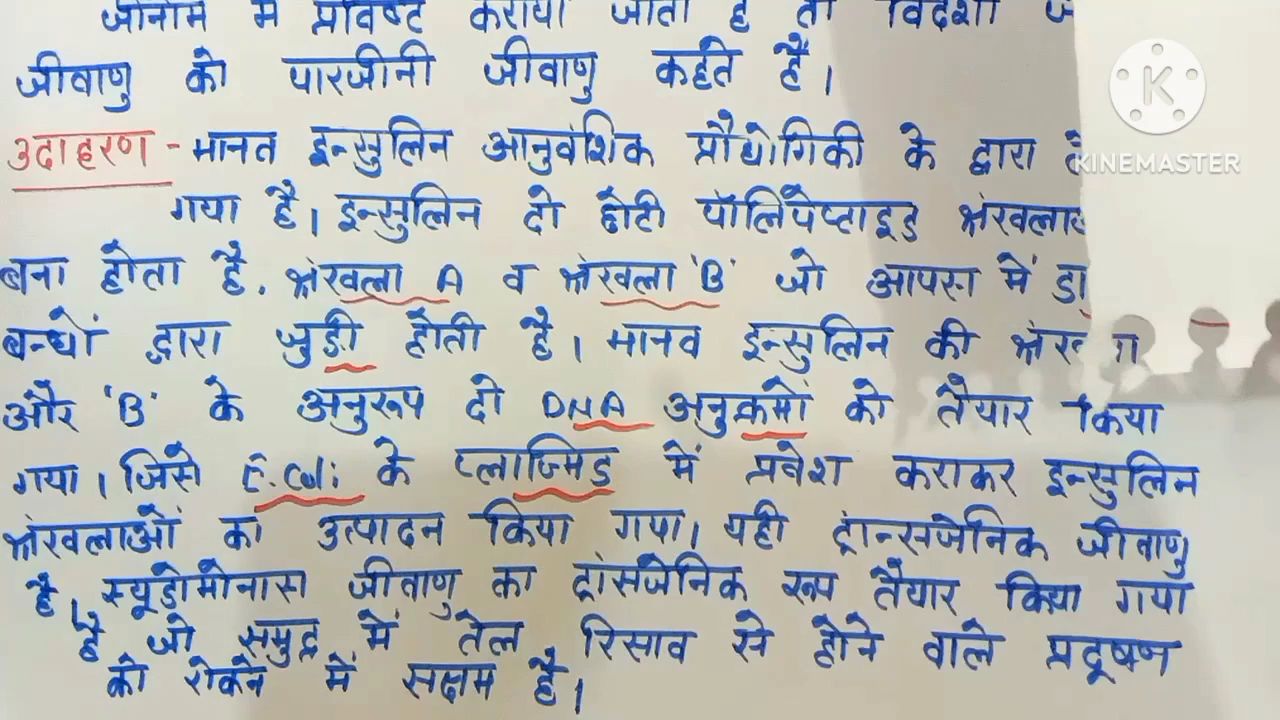 जीनोम में प्रविष्ट कराया जाता है तो विदेशी
जीवाणु को पारजीनी जीवाणु कहते हैं।
उदाहरण - मानव इन्सुलिन आनुवंशिक प्रौद्योगिकी के द्वारा
गया है। इन्सुलिन दो छोटी पॉलिपेप्टाइड
बना होता है. श्रंखला A व श्रंखला 'B' जो आपस में
बन्धों द्वारा जुडी होती है। मानव इन्सुलिन की
और 'B' के अनुरूप दो DNA अनुक्रमों को तैयार किया
गया। जिसे E.Coli के प्लाज्मिड में प्रवेश कराकर इन्सुलिन
श्रंखलाओं का उत्पादन किया गया। यही ट्रान्सजेनिक जीवाणु
है, स्यूडोमोनास जीवाणु का ट्रांसजेनिक रूप तैयार किया गया
है जो समुद्र में तेल रिसाव से होने वाले प्रदूषण
को रोकने में सक्षम है।
K
KINEMASTER